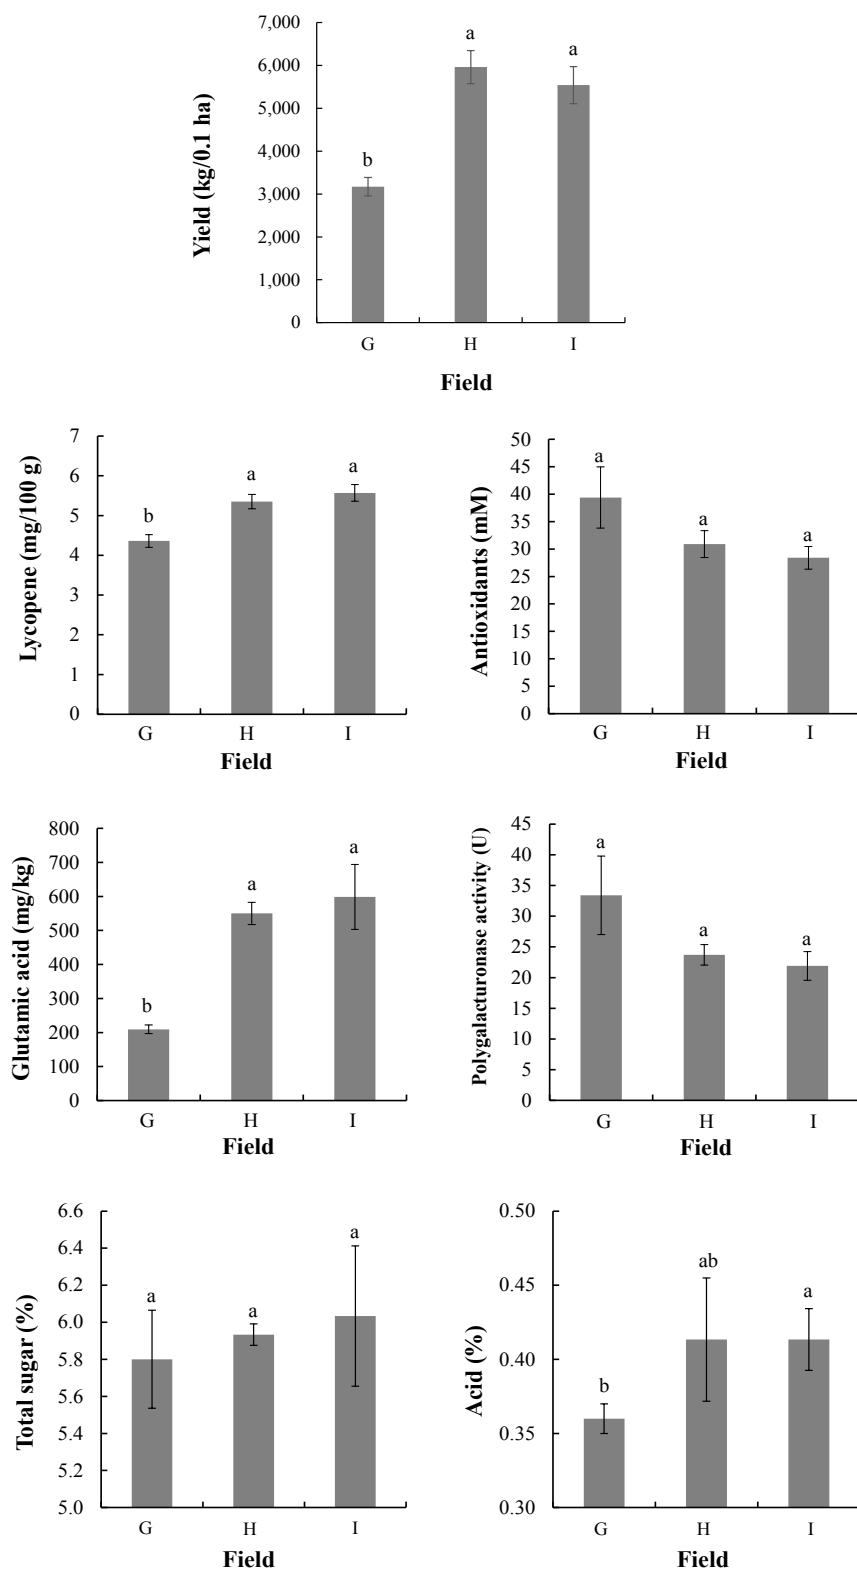 Yield (kg/0.1 ha)
7,000
6,000
5,000
4,000
3,000
2,000
1,000
0
b
a
a
G H I
Field
Lycopene (mg/100 g)
7
6
5
4
3
2
1
0
b
a
a
G H I
Field
Antioxidants (mM)
50
45
40
35
30
25
20
15
10
5
0
a
a
a
G H I
Field
Glutamic acid (mg/kg)
800
700
600
500
400
300
200
100
0
b
a
a
G H I
Field
Polygalacturonase activity (U)
45
40
35
30
25
20
15
10
5
0
a
a
a
G H I
Field
Total sugar (%)
6.6
6.4
6.2
6.0
5.8
5.6
5.4
5.2
5.0
a
a
a
G H I
Field
Acid (%)
0.50
0.45
0.40
0.35
0.30
b
ab
a
G H I
Field